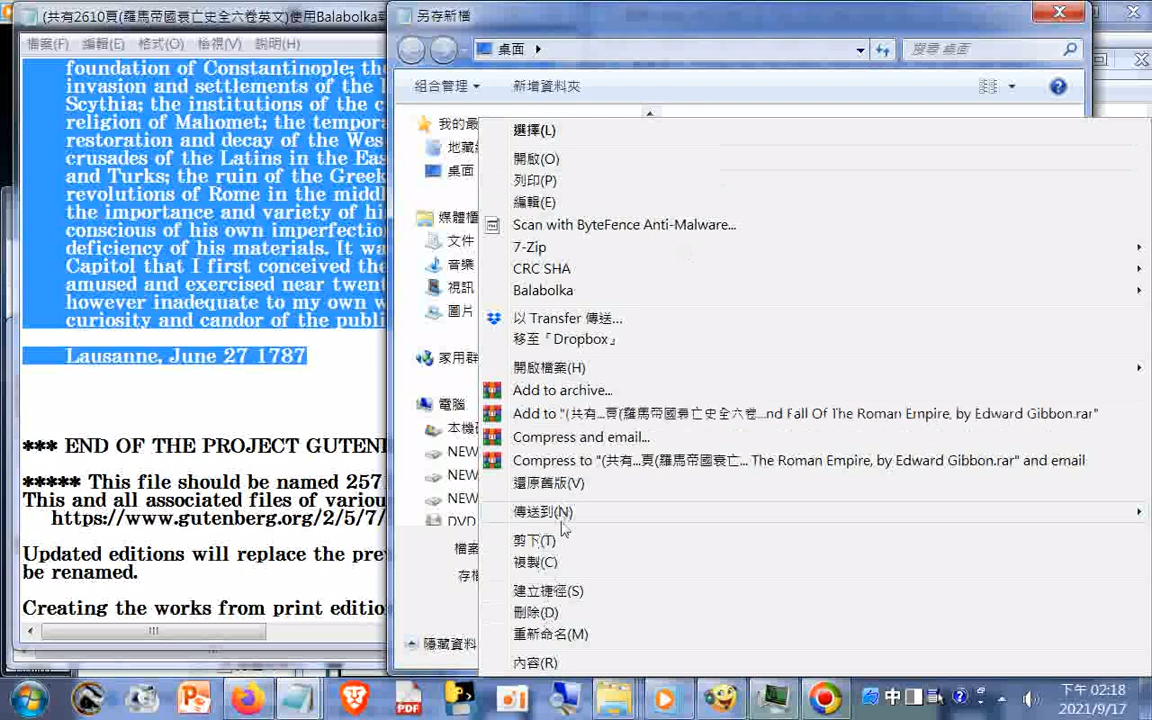 (共有2610頁(羅馬帝國衰亡史全六卷英文)使用Balabolka
檔案(F) 編輯(E) 格式(O) 檢視(V) 說明(H)
foundation of Constantinople; the
invasion and settlements of the
Scythia; the institutions of the c
religion of Mahomet; the tempora
restoration and decay of the Wes
crusades of the Latins in the Eas
and Turks; the ruin of the Greek
revolutions of Rome in the middl
the importance and variety of hi
conscious of his own imperfection
deficiency of his materials. It wa
Capitol that I first conceived the
amused and exercised near twent
however inadequate to my own w
curiosity and candor of the publi
Lausanne, June 27 1787
*** END OF THE PROJECT GUTEN
***** This file should be named 257
This and all associated files of variou
https://www.gutenberg.org/2/5/7/
Updated editions will replace the pre
be renamed.
Creating the works from print editio
另存新檔
桌面
搜尋 桌面
組合管理 新增資料夾
我的最
地藏
桌面
媒體櫃
文件
音樂
視訊
圖片
家用群
電腦
本機
NEW
NEW
NEW
DVD
檔案
存檔
隱藏資料
選擇(L)
開啟(O)
列印(P)
編輯(E)
Scan with ByteFence Anti-Malware...
7-Zip
CRC SHA
Balabolka
以 Transfer 傳送...
移至「Dropbox」
開啟檔案(H)
Add to archive...
Add to "(共有...頁(羅馬帝國衰亡史全六卷...nd Fall Of The Roman Empire, by Edward Gibbon.rar"
Compress and email...
Compress to "(共有...頁(羅馬帝國衰亡... The Roman Empire, by Edward Gibbon.rar" and email
還原舊版(V)
傳送到(N)
剪下(T)
複製(C)
建立捷徑(S)
刪除(D)
重新命名(M)
內容(R)
PDF
中
下午 02:18
2021/9/17